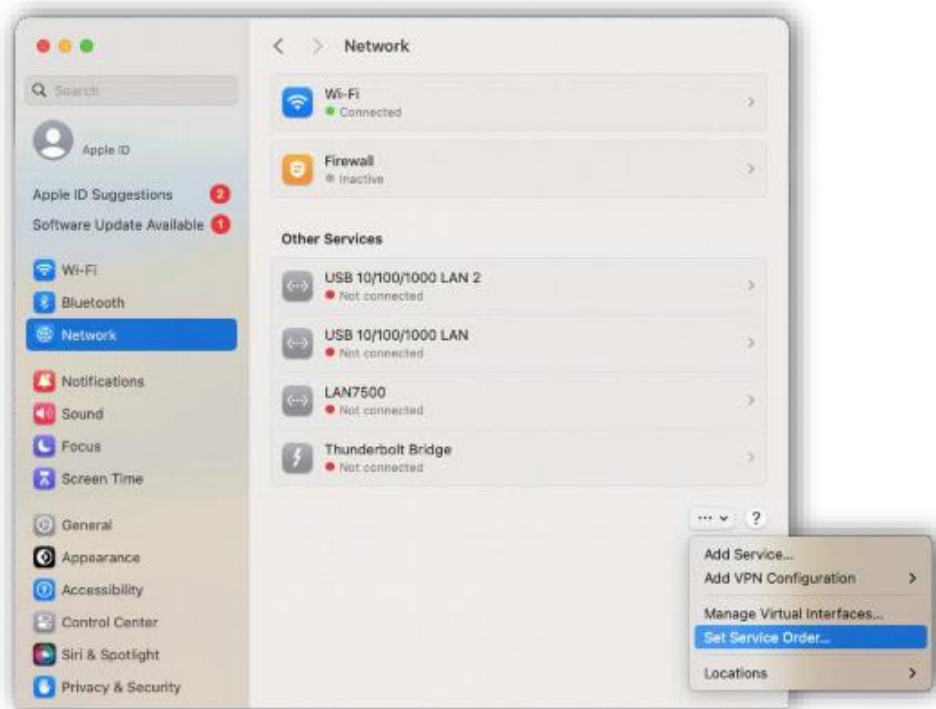 Network
Search
Apple ID
Apple ID Suggestions 2
Software Update Available 1
Wi-Fi
Bluetooth
Network
Notifications
Sound
Focus
Screen Time
General
Appearance
Accessibility
Control Center
Siri & Spotlight
Privacy & Security
Wi-Fi
Connected
Firewall
Inactive
Other Services
USB 10/100/1000 LAN 2
Not connected
USB 10/100/1000 LAN
Not connected
LAN7500
Not connected
Thunderbolt Bridge
Not connected
... ?
Add Service...
Add VPN Configuration
Manage Virtual Interfaces...
Set Service Order...
Locations